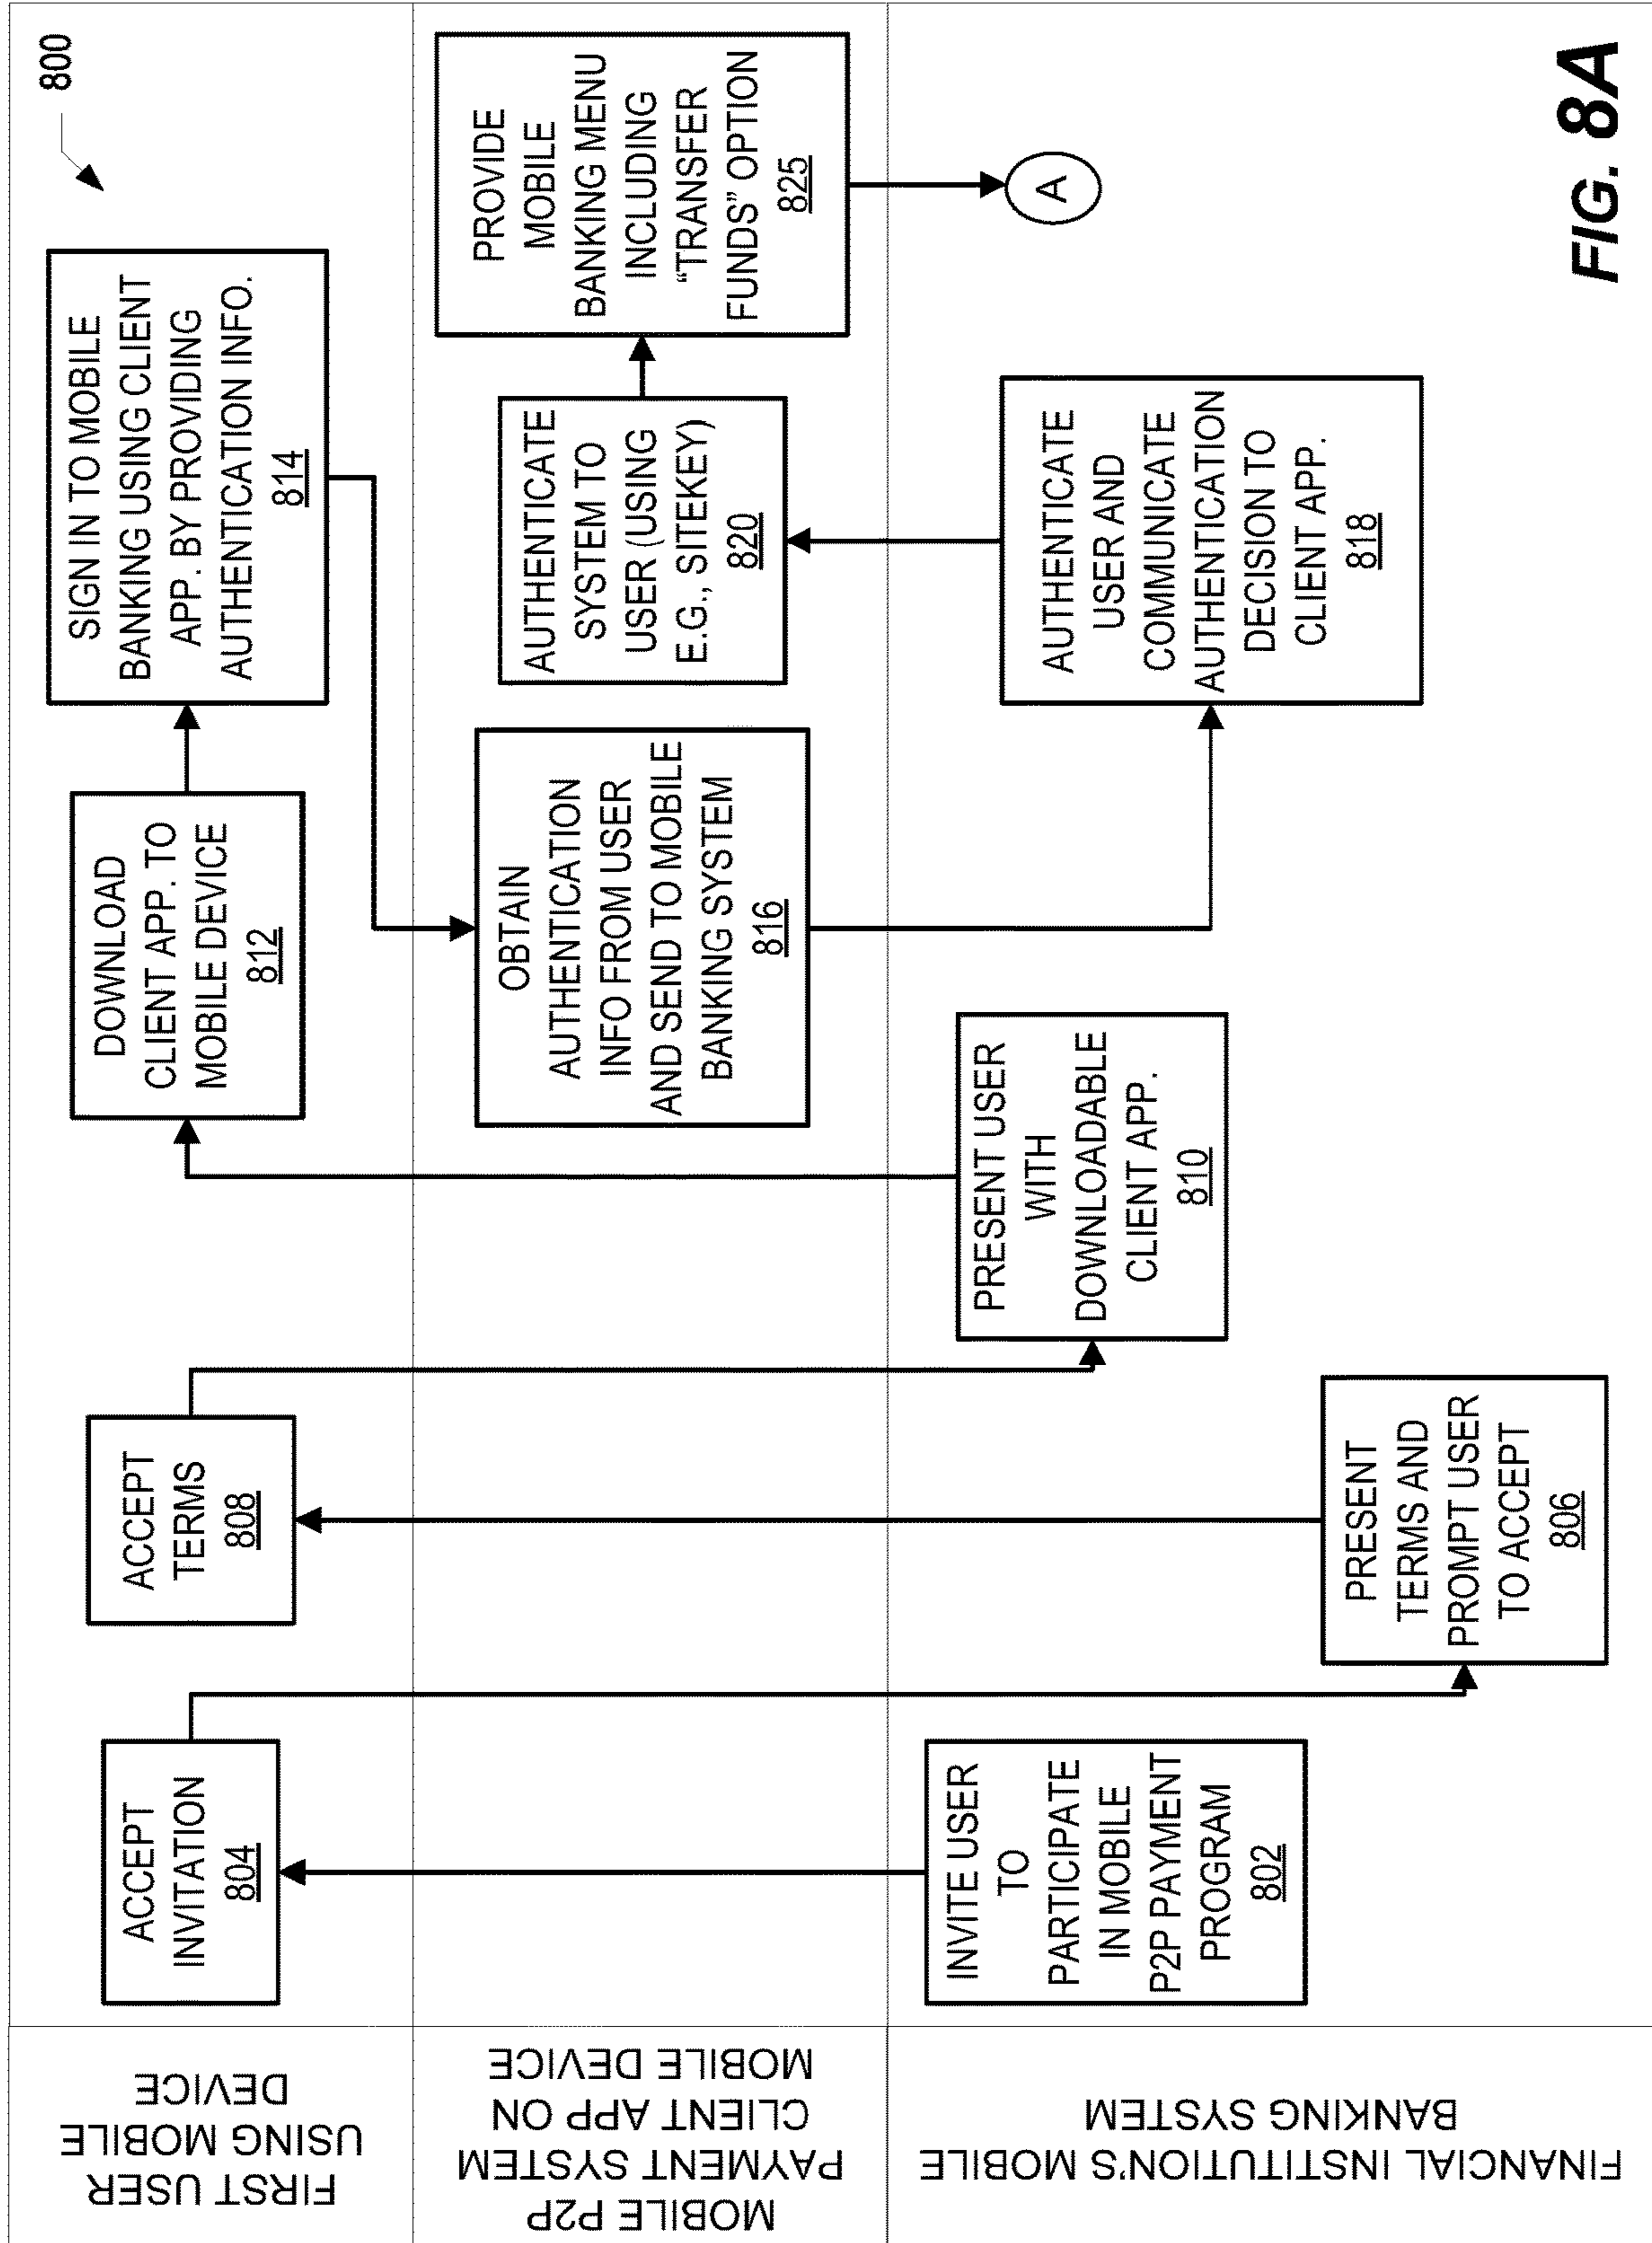 800
FIRST USER
USING MOBILE
DEVICE
ACCEPT
INVITATION
804
ACCEPT
TERMS
808
DOWNLOAD
CLIENT APP. TO
MOBILE DEVICE
812
SIGN IN TO MOBILE
BANKING USING CLIENT
APP. BY PROVIDING
AUTHENTICATION INFO.
814
MOBILE P2P
PAYMENT SYSTEM
CLIENT APP ON
MOBILE DEVICE
OBTAIN
AUTHENTICATION
INFO FROM USER
AND SEND TO MOBILE
BANKING SYSTEM
816
AUTHENTICATE
SYSTEM TO
USER (USING
E.G., SITEKEY)
820
PROVIDE
MOBILE
BANKING MENU
INCLUDING
“TRANSFER
FUNDS” OPTION
825
FINANCIAL INSTITUTION'S MOBILE
BANKING SYSTEM
INVITE USER
TO
PARTICIPATE
IN MOBILE
P2P PAYMENT
PROGRAM
802
PRESENT
TERMS AND
PROMPT USER
TO ACCEPT
806
PRESENT USER
WITH
DOWNLOADABLE
CLIENT APP.
810
AUTHENTICATE
USER AND
COMMUNICATE
AUTHENTICATION
DECISION TO
CLIENT APP.
818
A
FIG. 8A